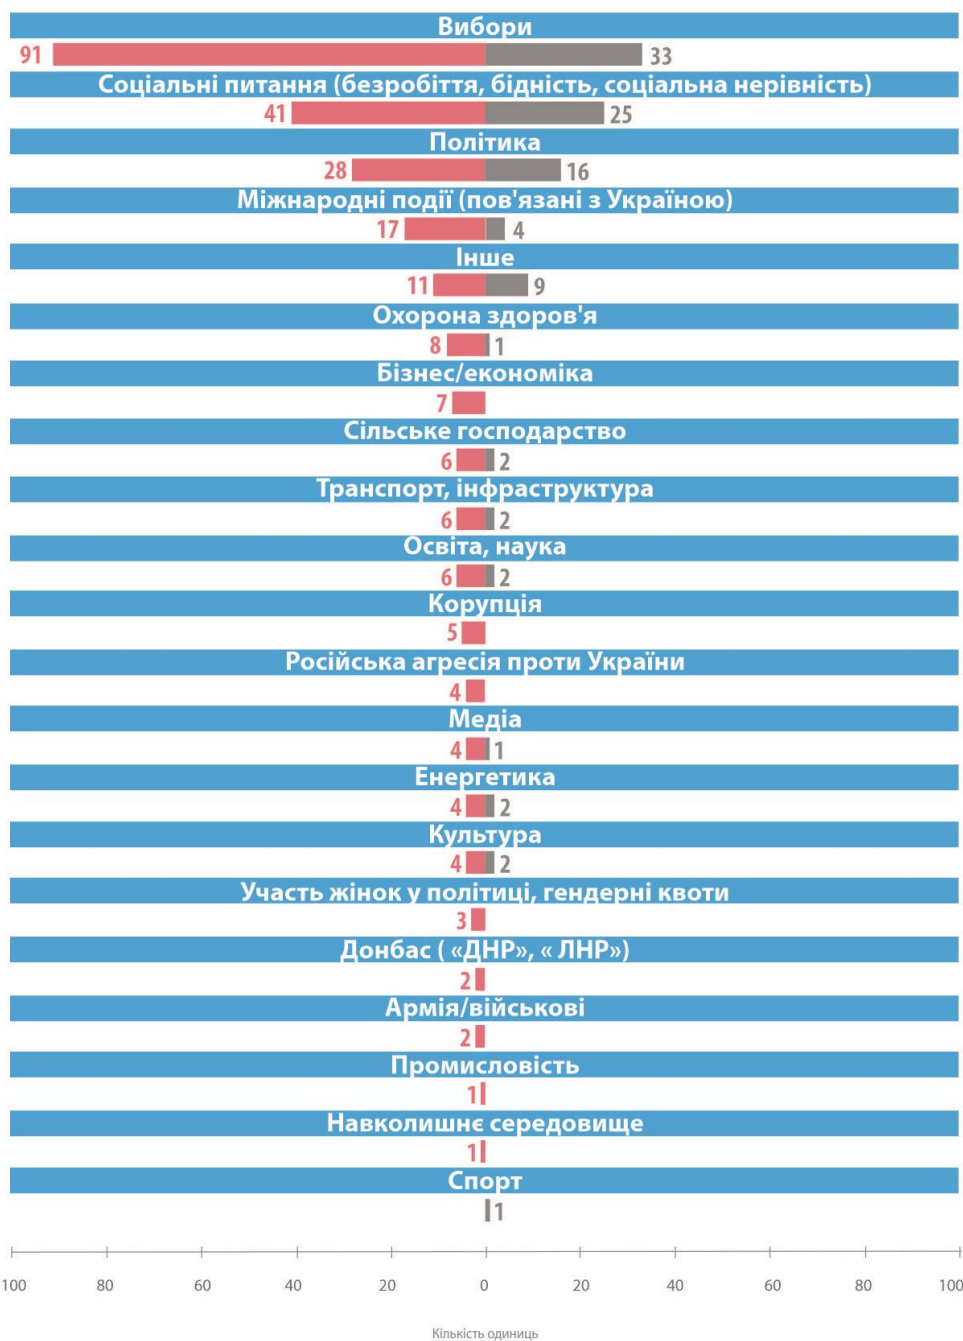 Вибори
91 33
Соціальні питання (безробіття, бідність, соціальна нерівність)
41 25
Політика
28 16
Міжнародні події (пов'язані з Україною)
17 4
Інше
11 9
Охорона здоров'я
8 1
Бізнес/економіка
7
Сільське господарство
6 2
Транспорт, інфраструктура
6 2
Освіта, наука
6 2
Корупція
5
Російська агресія проти України
4
Медіа
4 1
Енергетика
4 2
Культура
4 2
Участь жінок у політиці, гендерні квоти
3
Донбас ( «ДНР», « ЛНР»)
2
Армія/військові
2
Промисловість
1
Навколишнє середовище
1
Спорт
1
100 80 60 40 20 0 20 40 60 80 100
Кількість одиниць